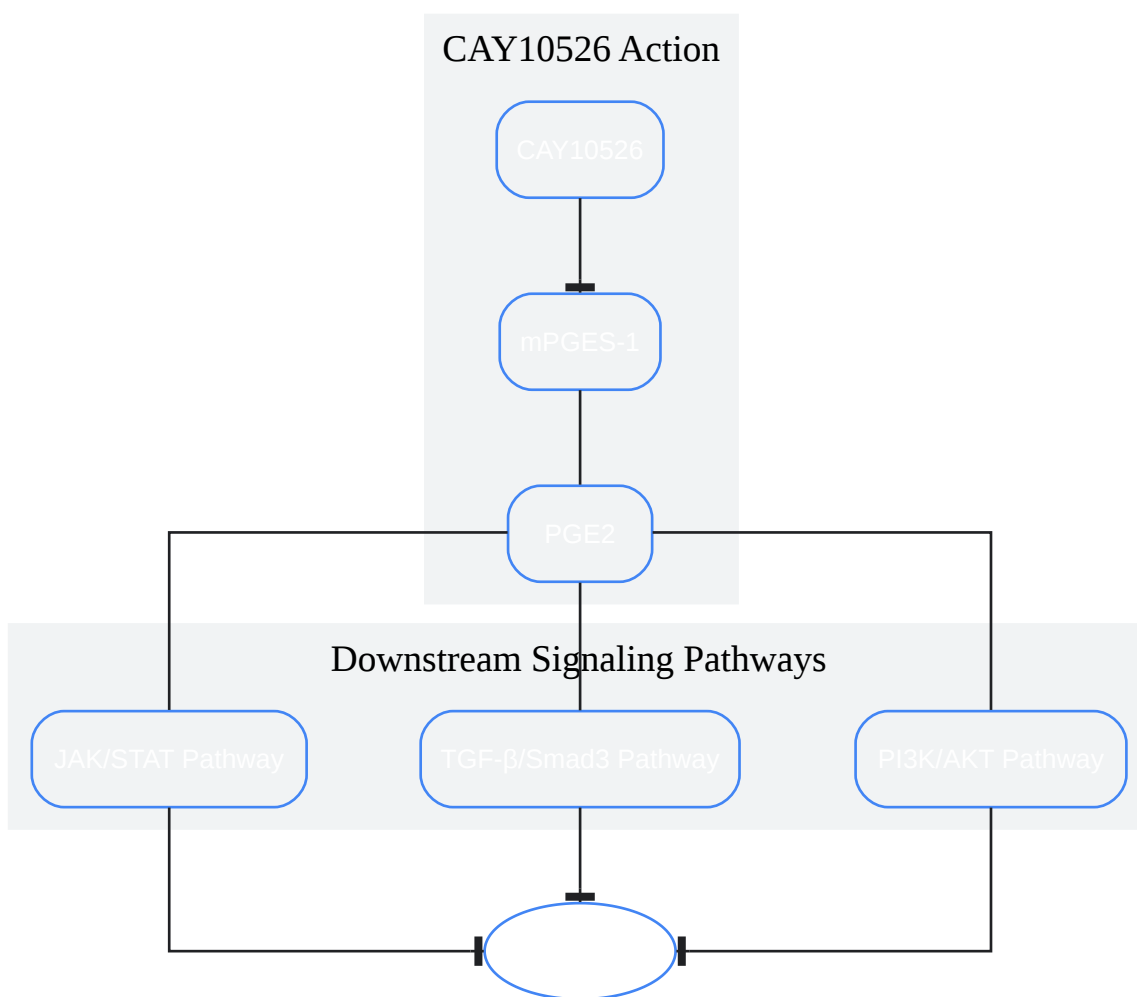 CAY10526 Action
CAY10526
mPGES-1
PGE2
Downstream Signaling Pathways
JAK/STAT Pathway
TGF-β/Smad3 Pathway
PI3K/AKT Pathway